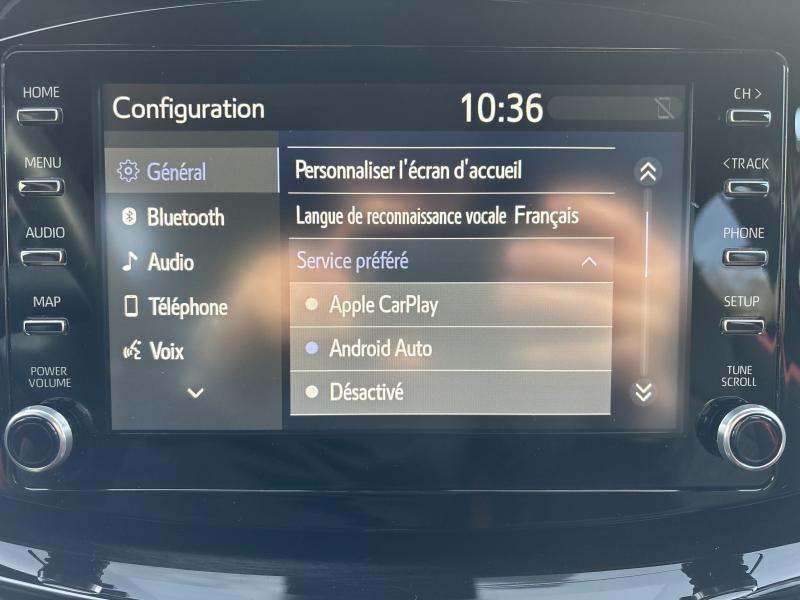 HOME
MENU
AUDIO
MAP
POWER
VOLUME
Configuration 10:36
Général
Bluetooth
Audio
Téléphone
Voix
Personnaliser l'écran d'accueil
Langue de reconnaissance vocale Français
Service préféré
Apple CarPlay
Android Auto
Désactivé
CH >
< TRACK
PHONE
SETUP
TUNE
SCROLL